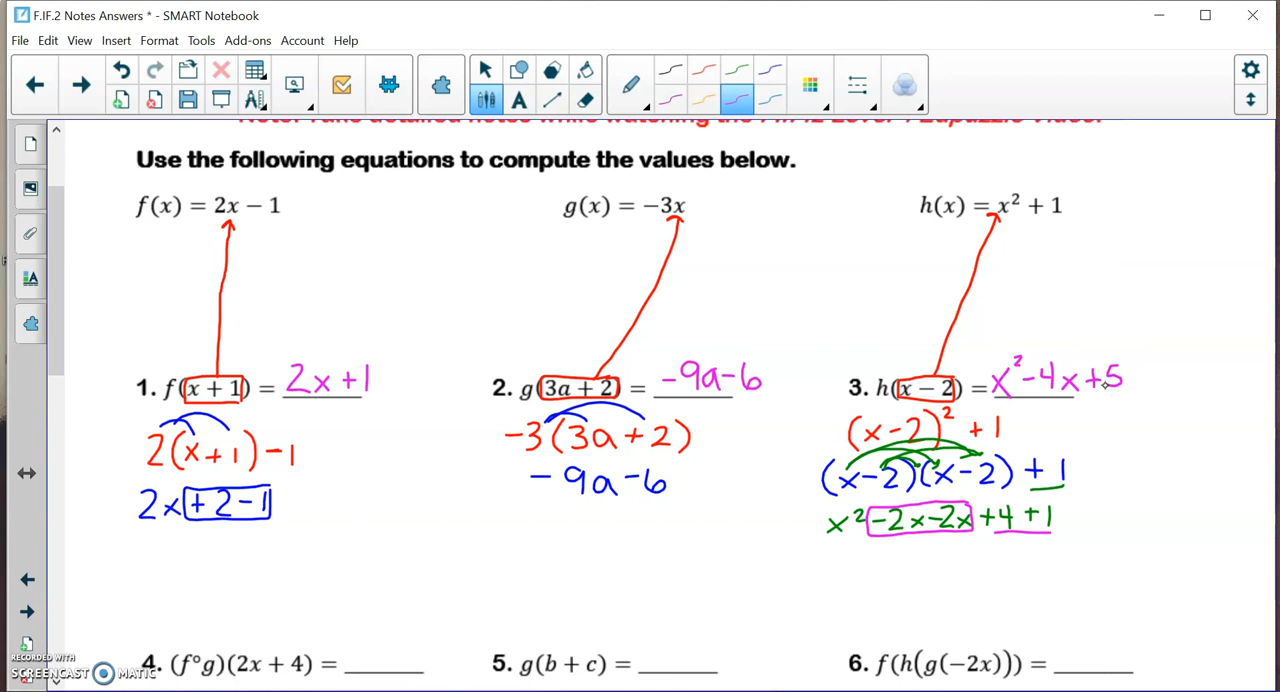 F.IF.2 Notes Answers * - SMART Notebook
File Edit View Insert Format Tools Add-ons Account Help
Use the following equations to compute the values below.
f(x) = 2x − 1
g(x) = −3x
h(x) = x² + 1
1. f(x + 1) = 2x +1
2(x+1) -1
2x +2-1
2. g(3a + 2) = -9a-6
-3(3a+2)
-9a-6
3. h(x − 2) = x²-4x+5
(x-2)² +1
(x-2)(x-2) +1
x² -2x-2x +4 +1
4. (f°g)(2x + 4) = ______
5. g(b + c) = ______
6. f(h(g(−2x))) = ______
RECORDED WITH
SCREENCAST MATIC